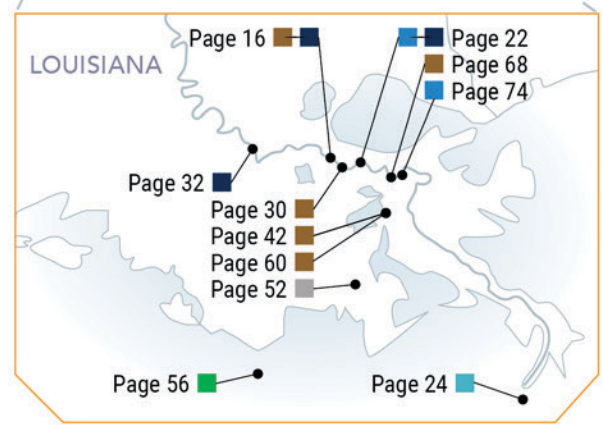 Page 16
Page 22
LOUISIANA
Page 68
Page 74
Page 32
Page 30
Page 42
Page 60
Page 52
Page 56
Page 24